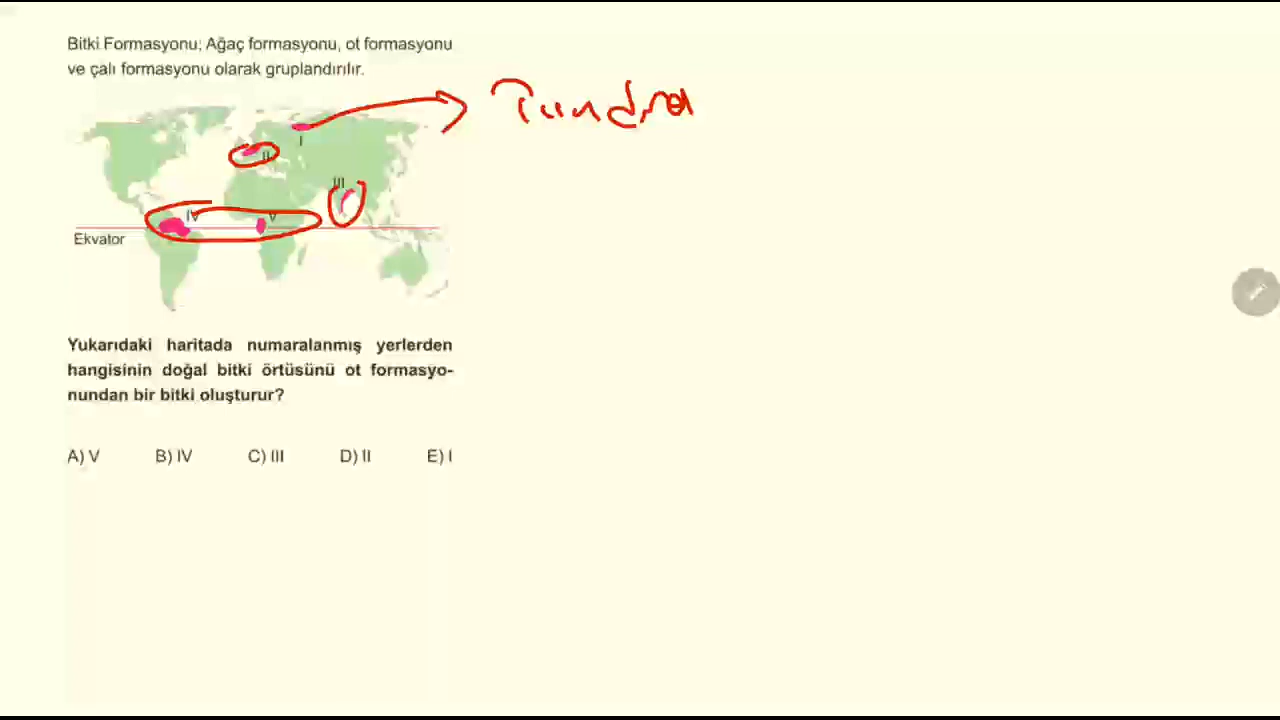 Bitki Formasyonu; Ağaç formasyonu, ot formasyonu
ve çalı formasyonu olarak gruplandırılır.
Tundra
I
II
III
IV
V
Ekvator
Yukarıdaki haritada numaralanmış yerlerden
hangisinin doğal bitki örtüsünü ot formasyo-
nundan bir bitki oluşturur?
A) V B) IV C) III D) II E) I